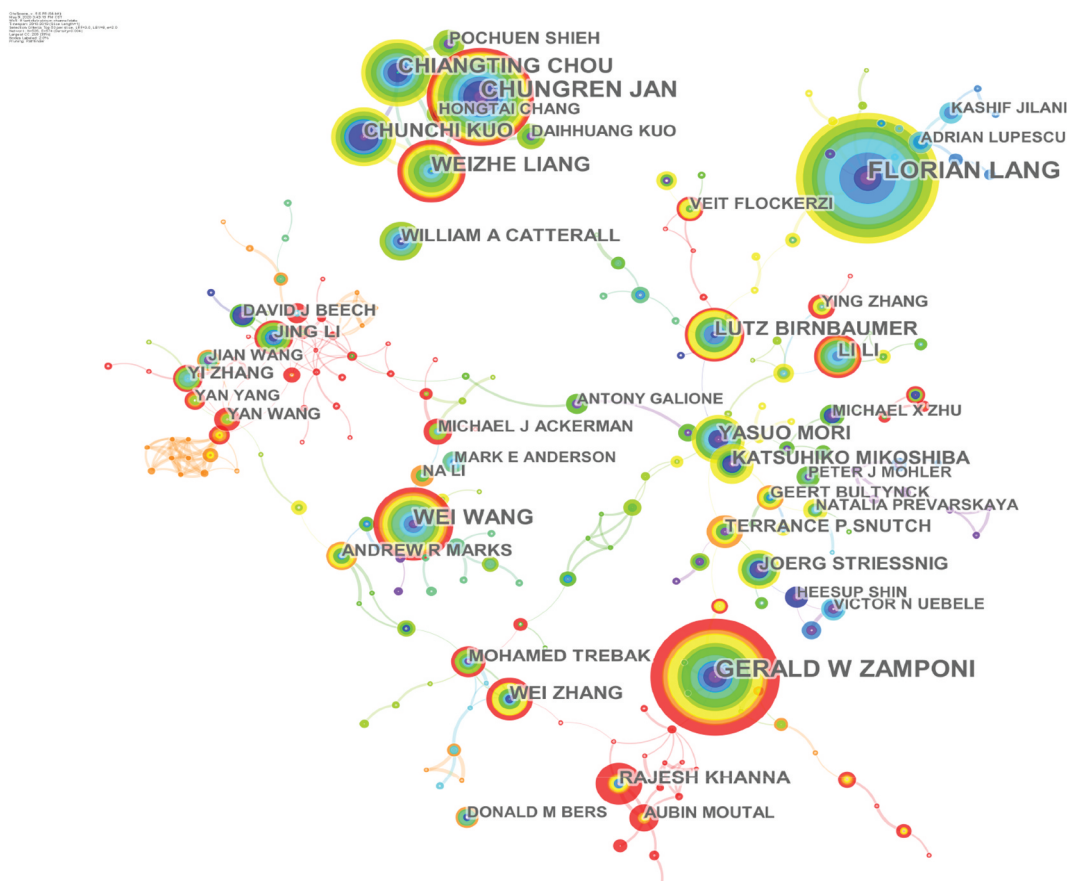 POCHUEN SHIEH
CHIANGTING CHOU
CHUNGREN JAN
HONGTAI CHANG
CHUNCHI KUO
DAIHHUANG KUO
WEIZHE LIANG
KASHIF JILANI
ADRIAN LUPESCU
FLORIAN LANG
VEIT FLOCKERZI
WILLIAM A CATTERALL
DAVID J BEECH
JING LI
YING ZHANG
LUTZ BIRNBAUMER
LI LI
JIAN WANG
YI ZHANG
YAN YANG
YAN WANG
ANTONY GALIONE
MICHAEL X ZHU
MICHAEL J ACKERMAN
YASUO MORI
MARK E ANDERSON
KATSUHIKO MIKOSHIBA
NA LI
PETER J MOHLER
GEERT BULTYNCK
NATALIA PREVARSKAYA
WEI WANG
TERRANCE P SNUTCH
ANDREW R MARKS
JOERG STRIESSNIG
HEESUP SHIN
VICTOR N UEBELE
MOHAMED TREBAK
GERALD W ZAMPONI
WEI ZHANG
RAJESH KHANNA
DONALD M BERS
AUBIN MOUTAL